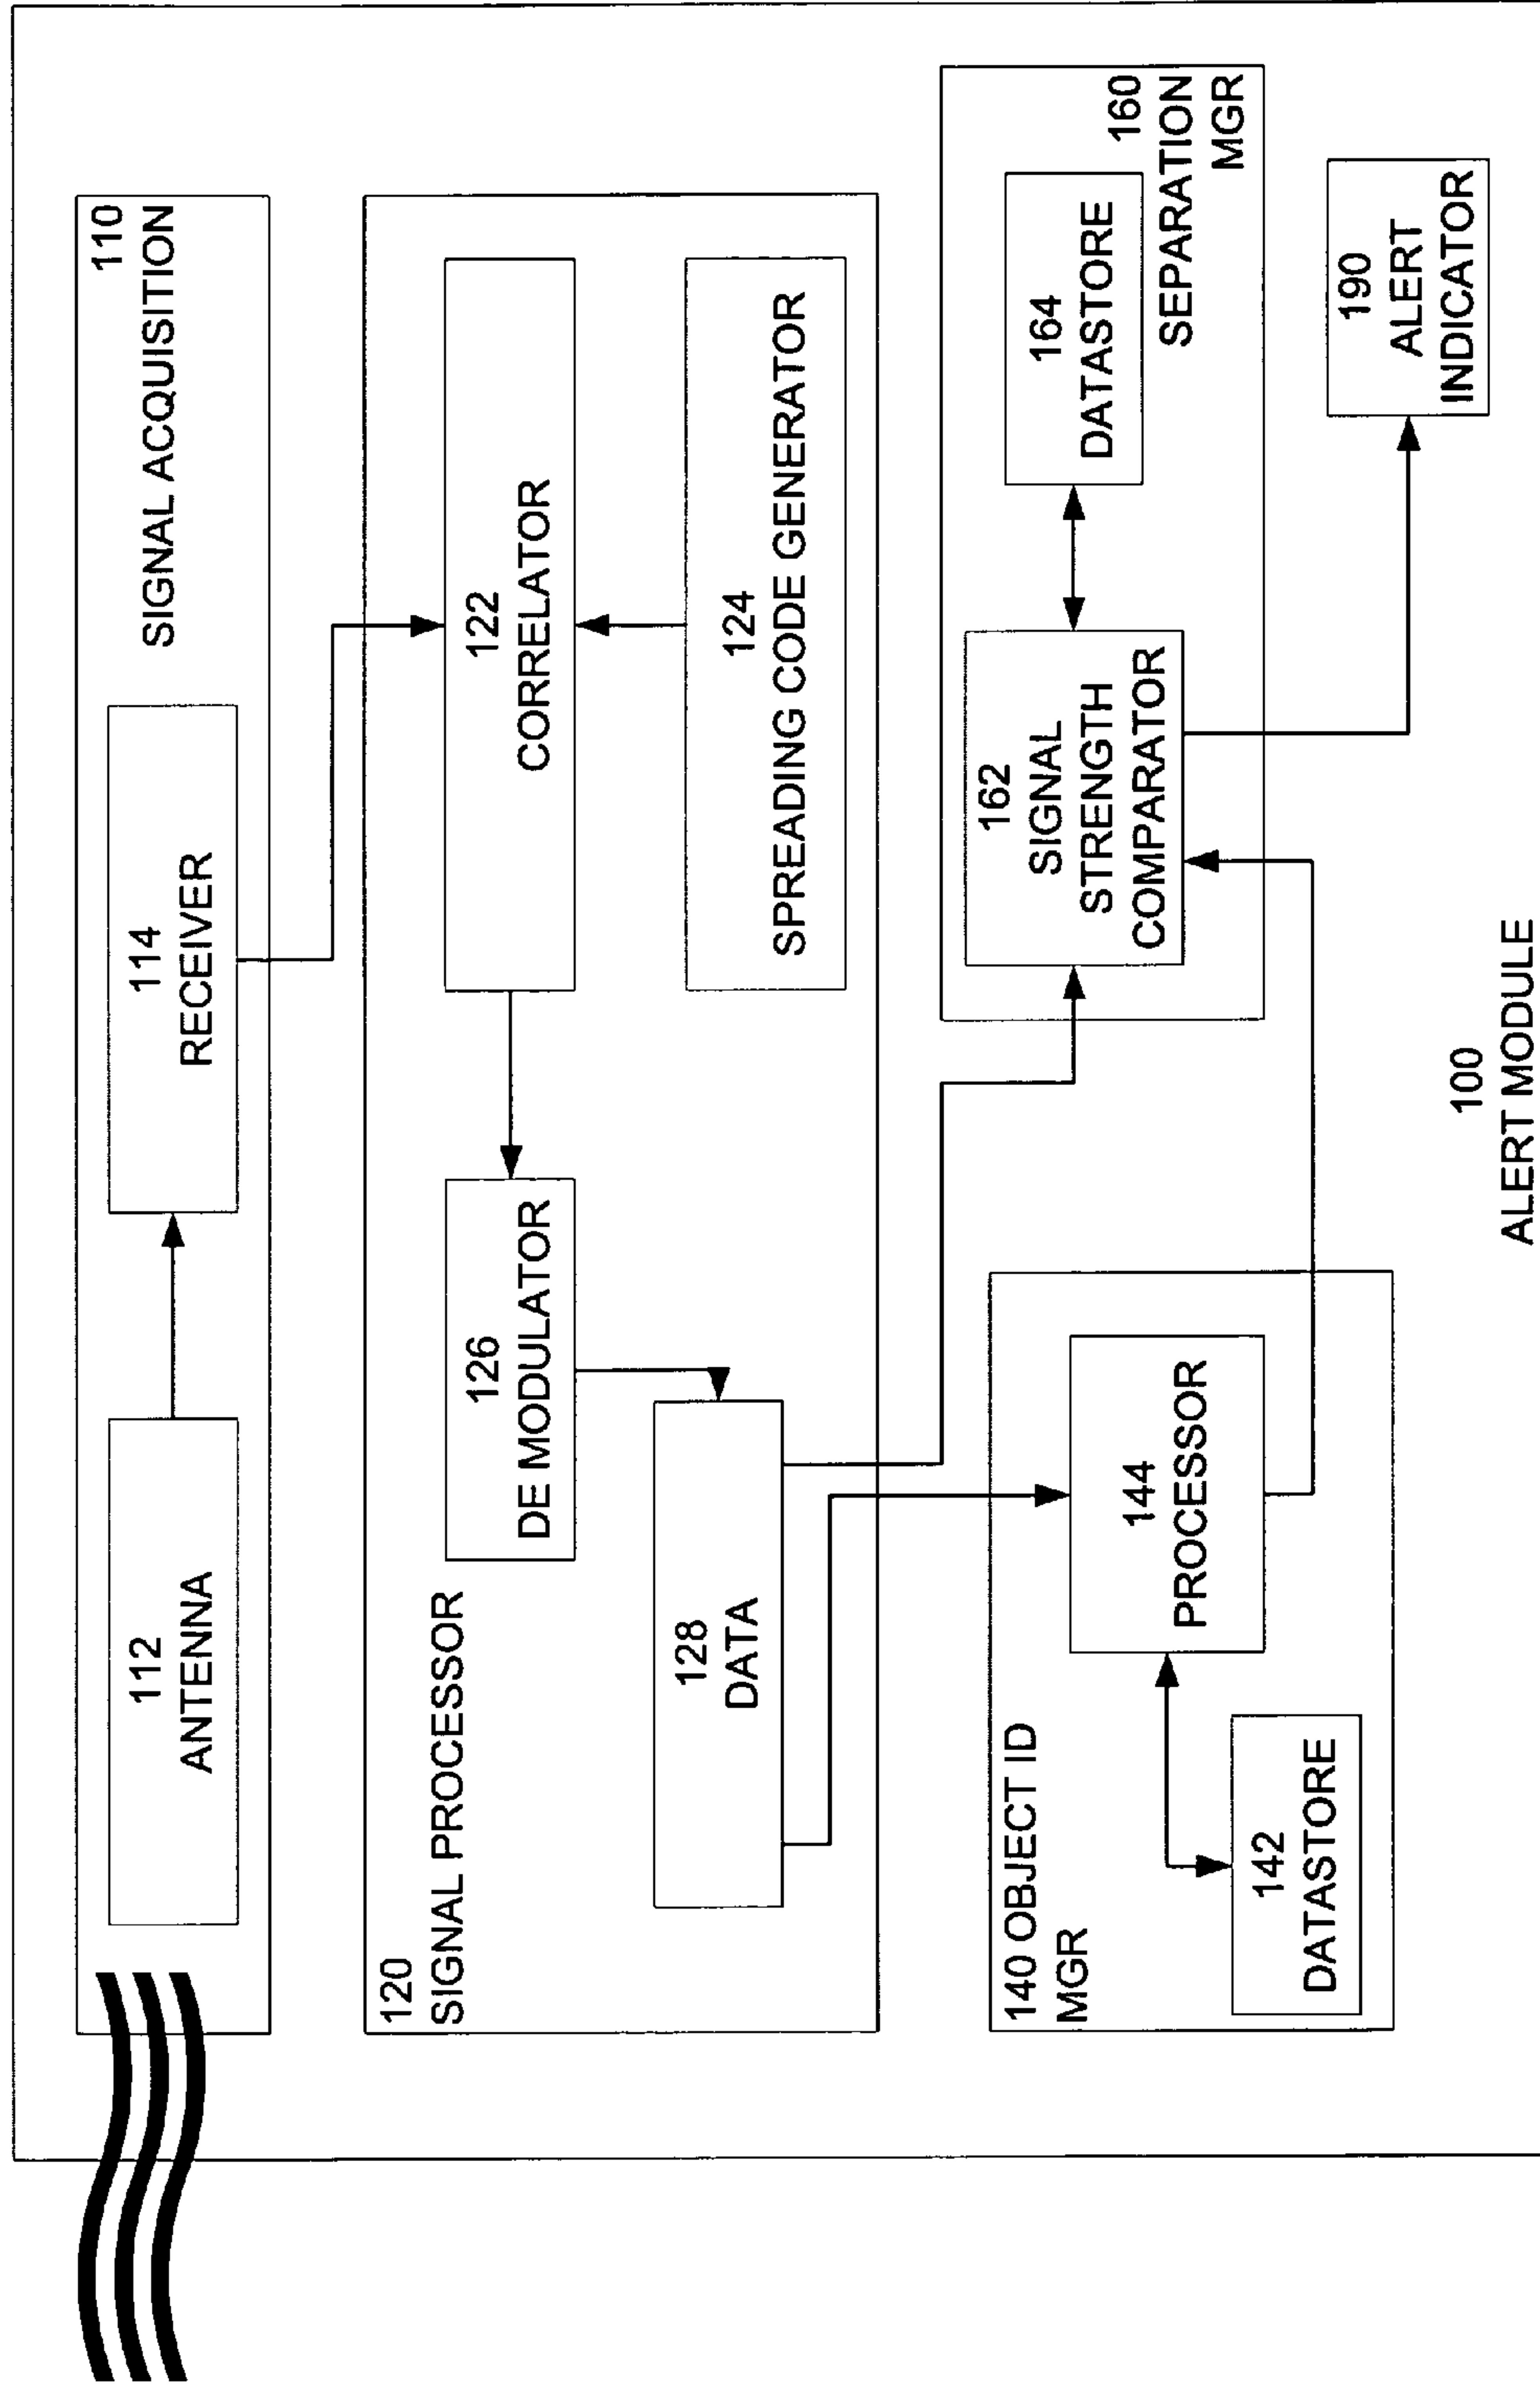 110
SIGNAL ACQUISITION
112
ANTENNA
114
RECEIVER
120
SIGNAL PROCESSOR
122
CORRELATOR
124
SPREADING CODE GENERATOR
126
DE MODULATOR
128
DATA
140 OBJECT ID
MGR
142
DATASTORE
144
PROCESSOR
160
SEPARATION
MGR
162
SIGNAL
STRENGTH
COMPARATOR
164
DATASTORE
190
ALERT
INDICATOR
100
ALERT MODULE